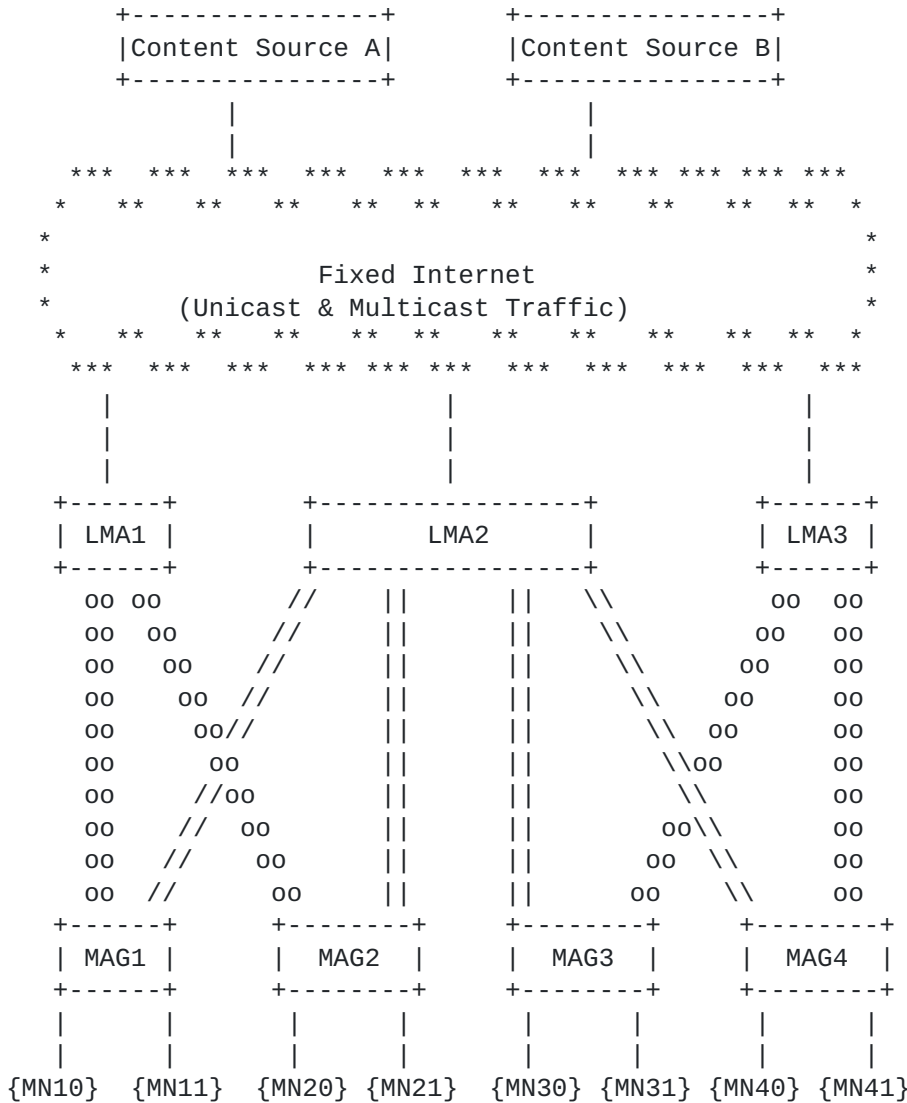 Content Source A Content Source B
Fixed Internet
(Unicast & Multicast Traffic)
LMA1 LMA2 LMA3
MAG1 MAG2 MAG3 MAG4
{MN10} {MN11} {MN20} {MN21} {MN30} {MN31} {MN40} {MN41}